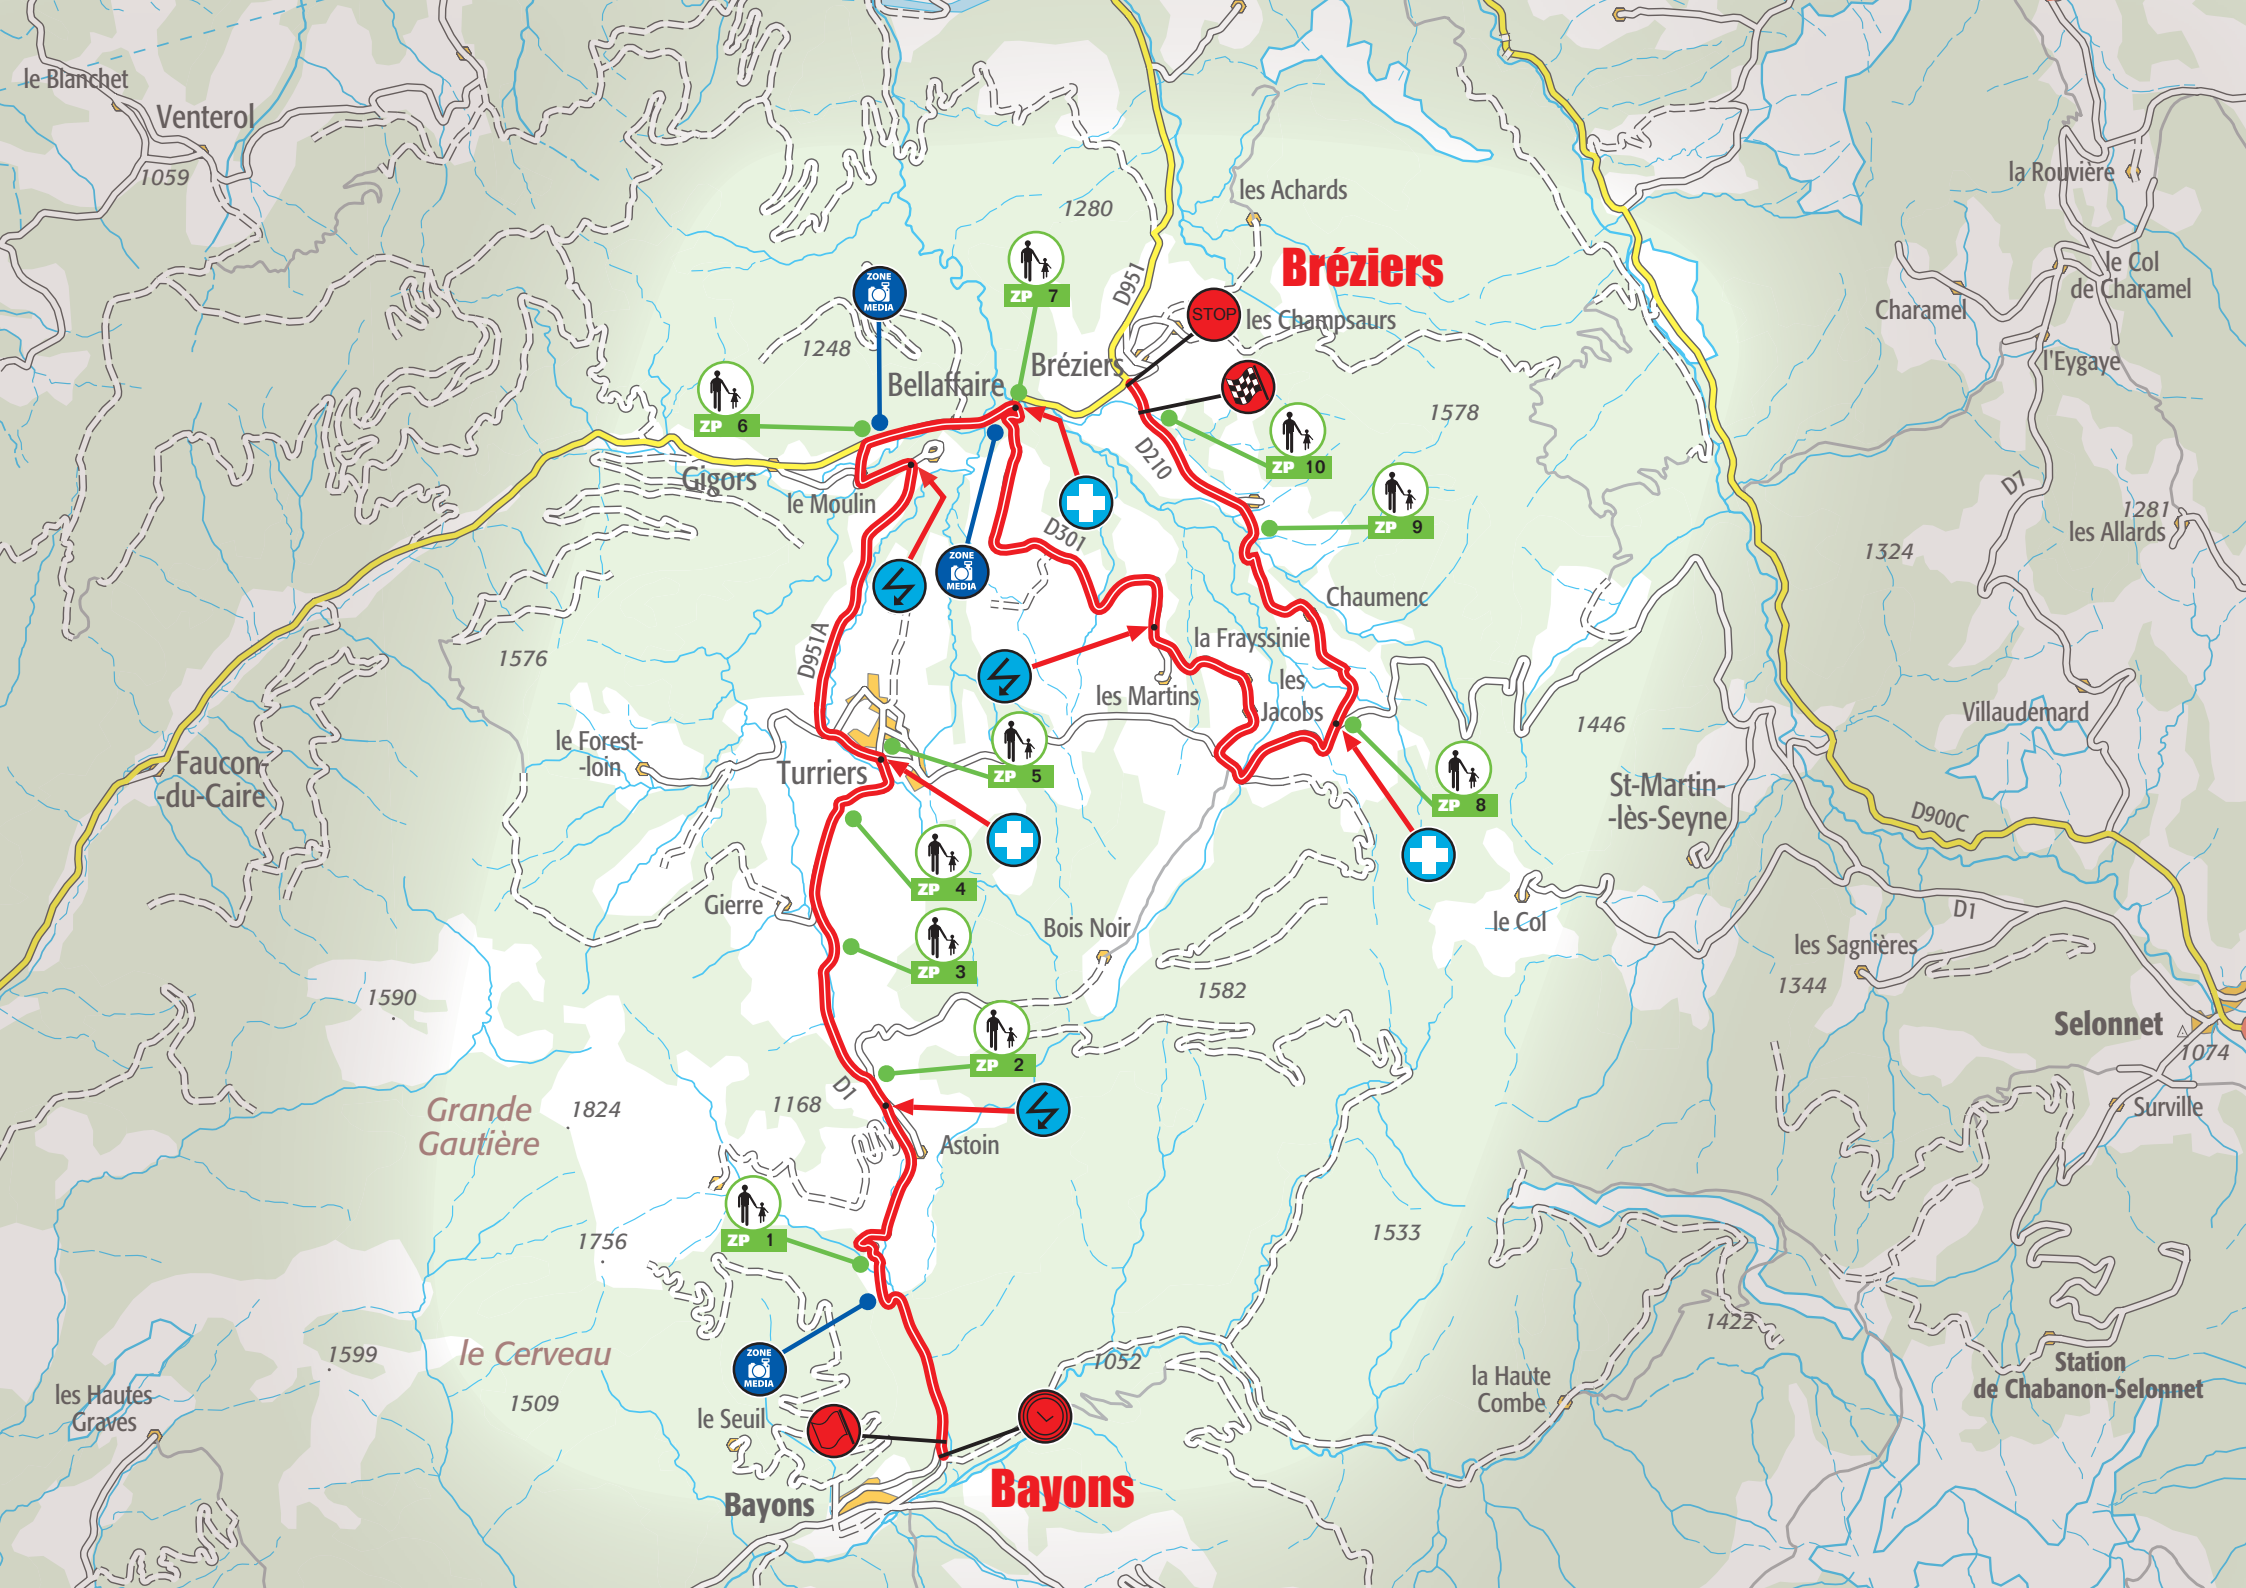 le Blanchet
Venterol
1059
la Rouvière
les Achards
1280
Bréziers
le Col
de Charamel
Charamel
D951
ZONE
MEDIA
ZP 7
STOP
les Champsaurs
1248
Bréziers
l'Eygaye
Bellaffaire
1578
ZP 6
D210
ZP 10
Gigors
le Moulin
D7
1281
les Allards
ZP 9
D301
1324
ZONE
MEDIA
Chaumenc
la Frayssinie
D951A
1576
les
Jacobs
les Martins
1446
Villaudemard
le Forest-
-loin
Turriers
ZP 5
Faucon-
-du-Caire
St-Martin-
-lès-Seyne
ZP 8
D900C
ZP 4
Gierre
le Col
D1
Bois Noir
les Sagnières
ZP 3
1590
1582
1344
Selonnet
1074
ZP 2
D1
Grande
Gautière
1824
1168
Surville
Astoin
ZP 1
1756
1533
1422
le Cerveau
1599
1052
ZONE
MEDIA
Station
de Chabanon-Selonnet
la Haute
Combe
les Hautes
Graves
1509
le Seuil
Bayons
Bayons